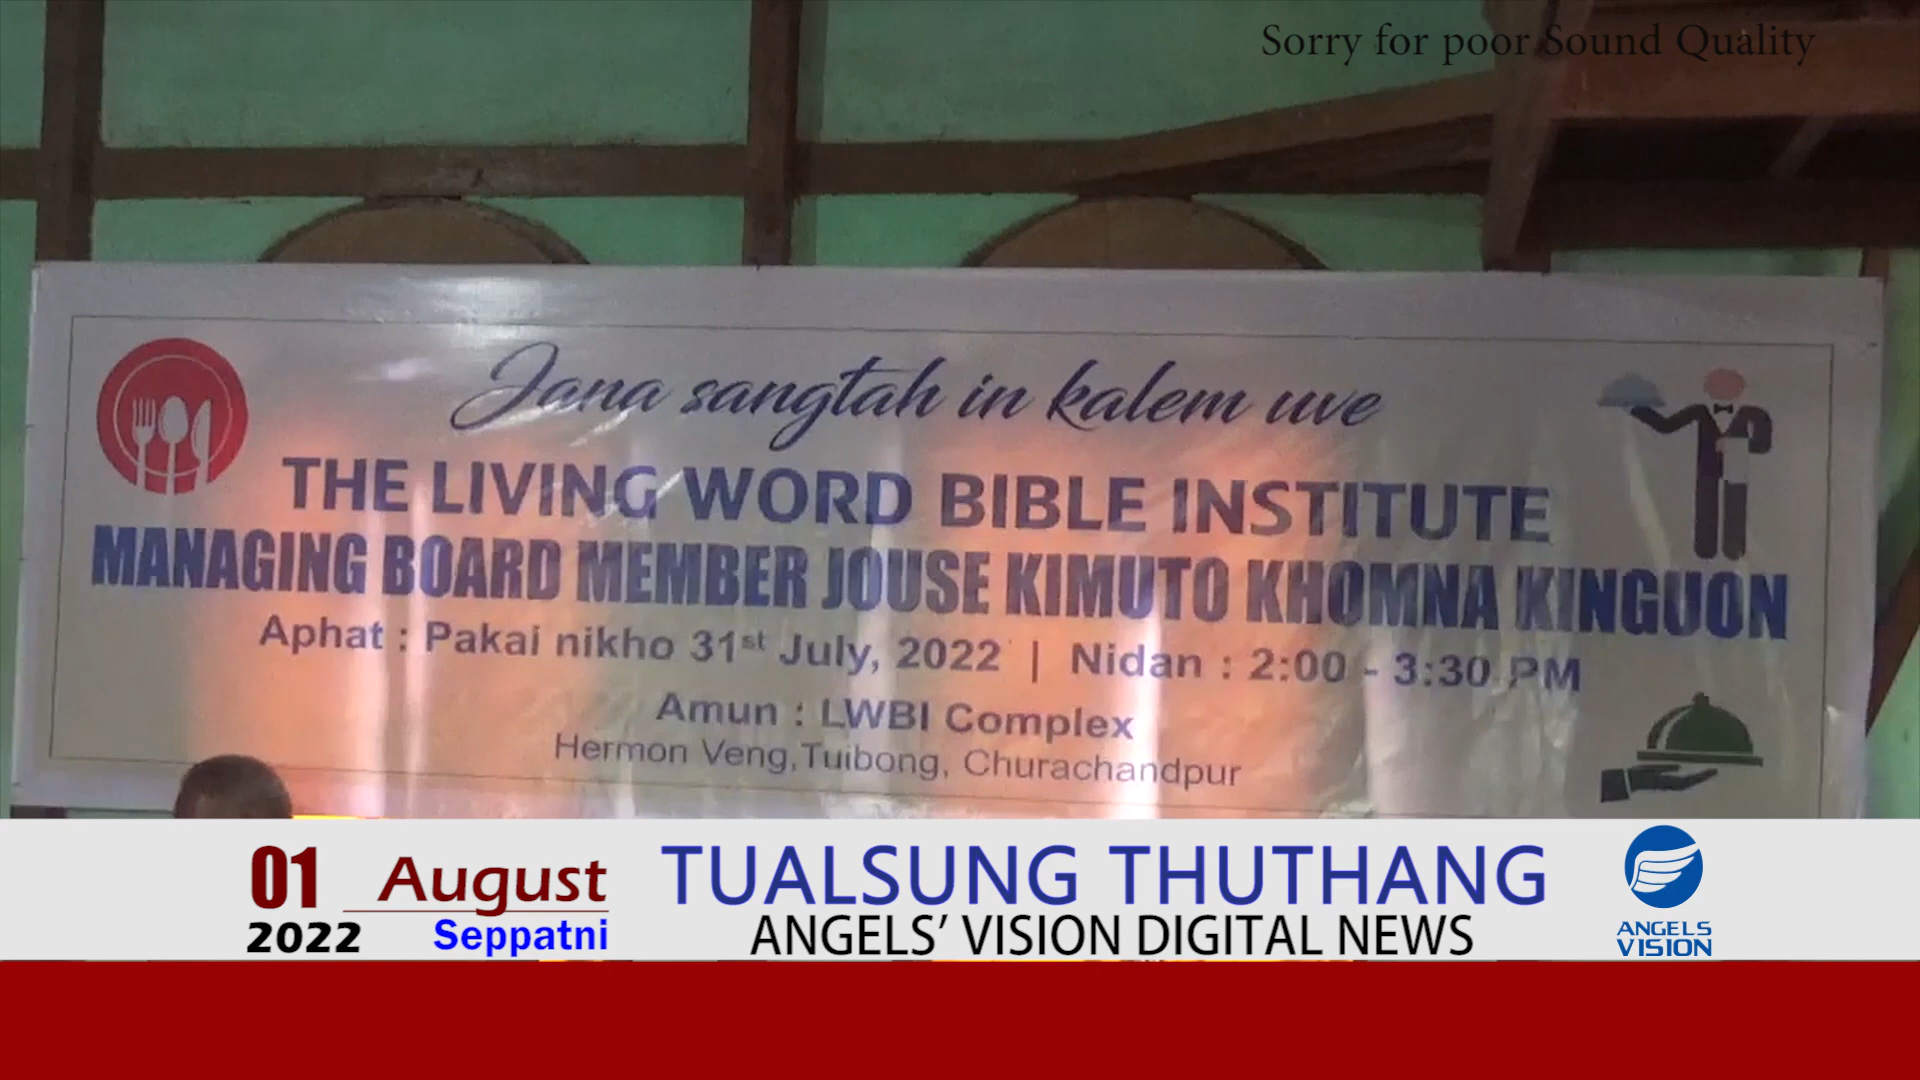 Sorry for poor Sound Quality
Jana sangtah in kalem uve
THE LIVING WORD BIBLE INSTITUTE
MANAGING BOARD MEMBER JOUSE KIMUTO KHOMNA KINGUON
Aphat : Pakai nikho 31st July, 2022 | Nidan : 2:00 - 3:30 PM
Amun : LWBI Complex
Hermon Veng, Tuibong, Churachandpur
01 August
2022 Seppatni
TUALSUNG THUTHANG
ANGELS' VISION DIGITAL NEWS
ANGELS
VISION